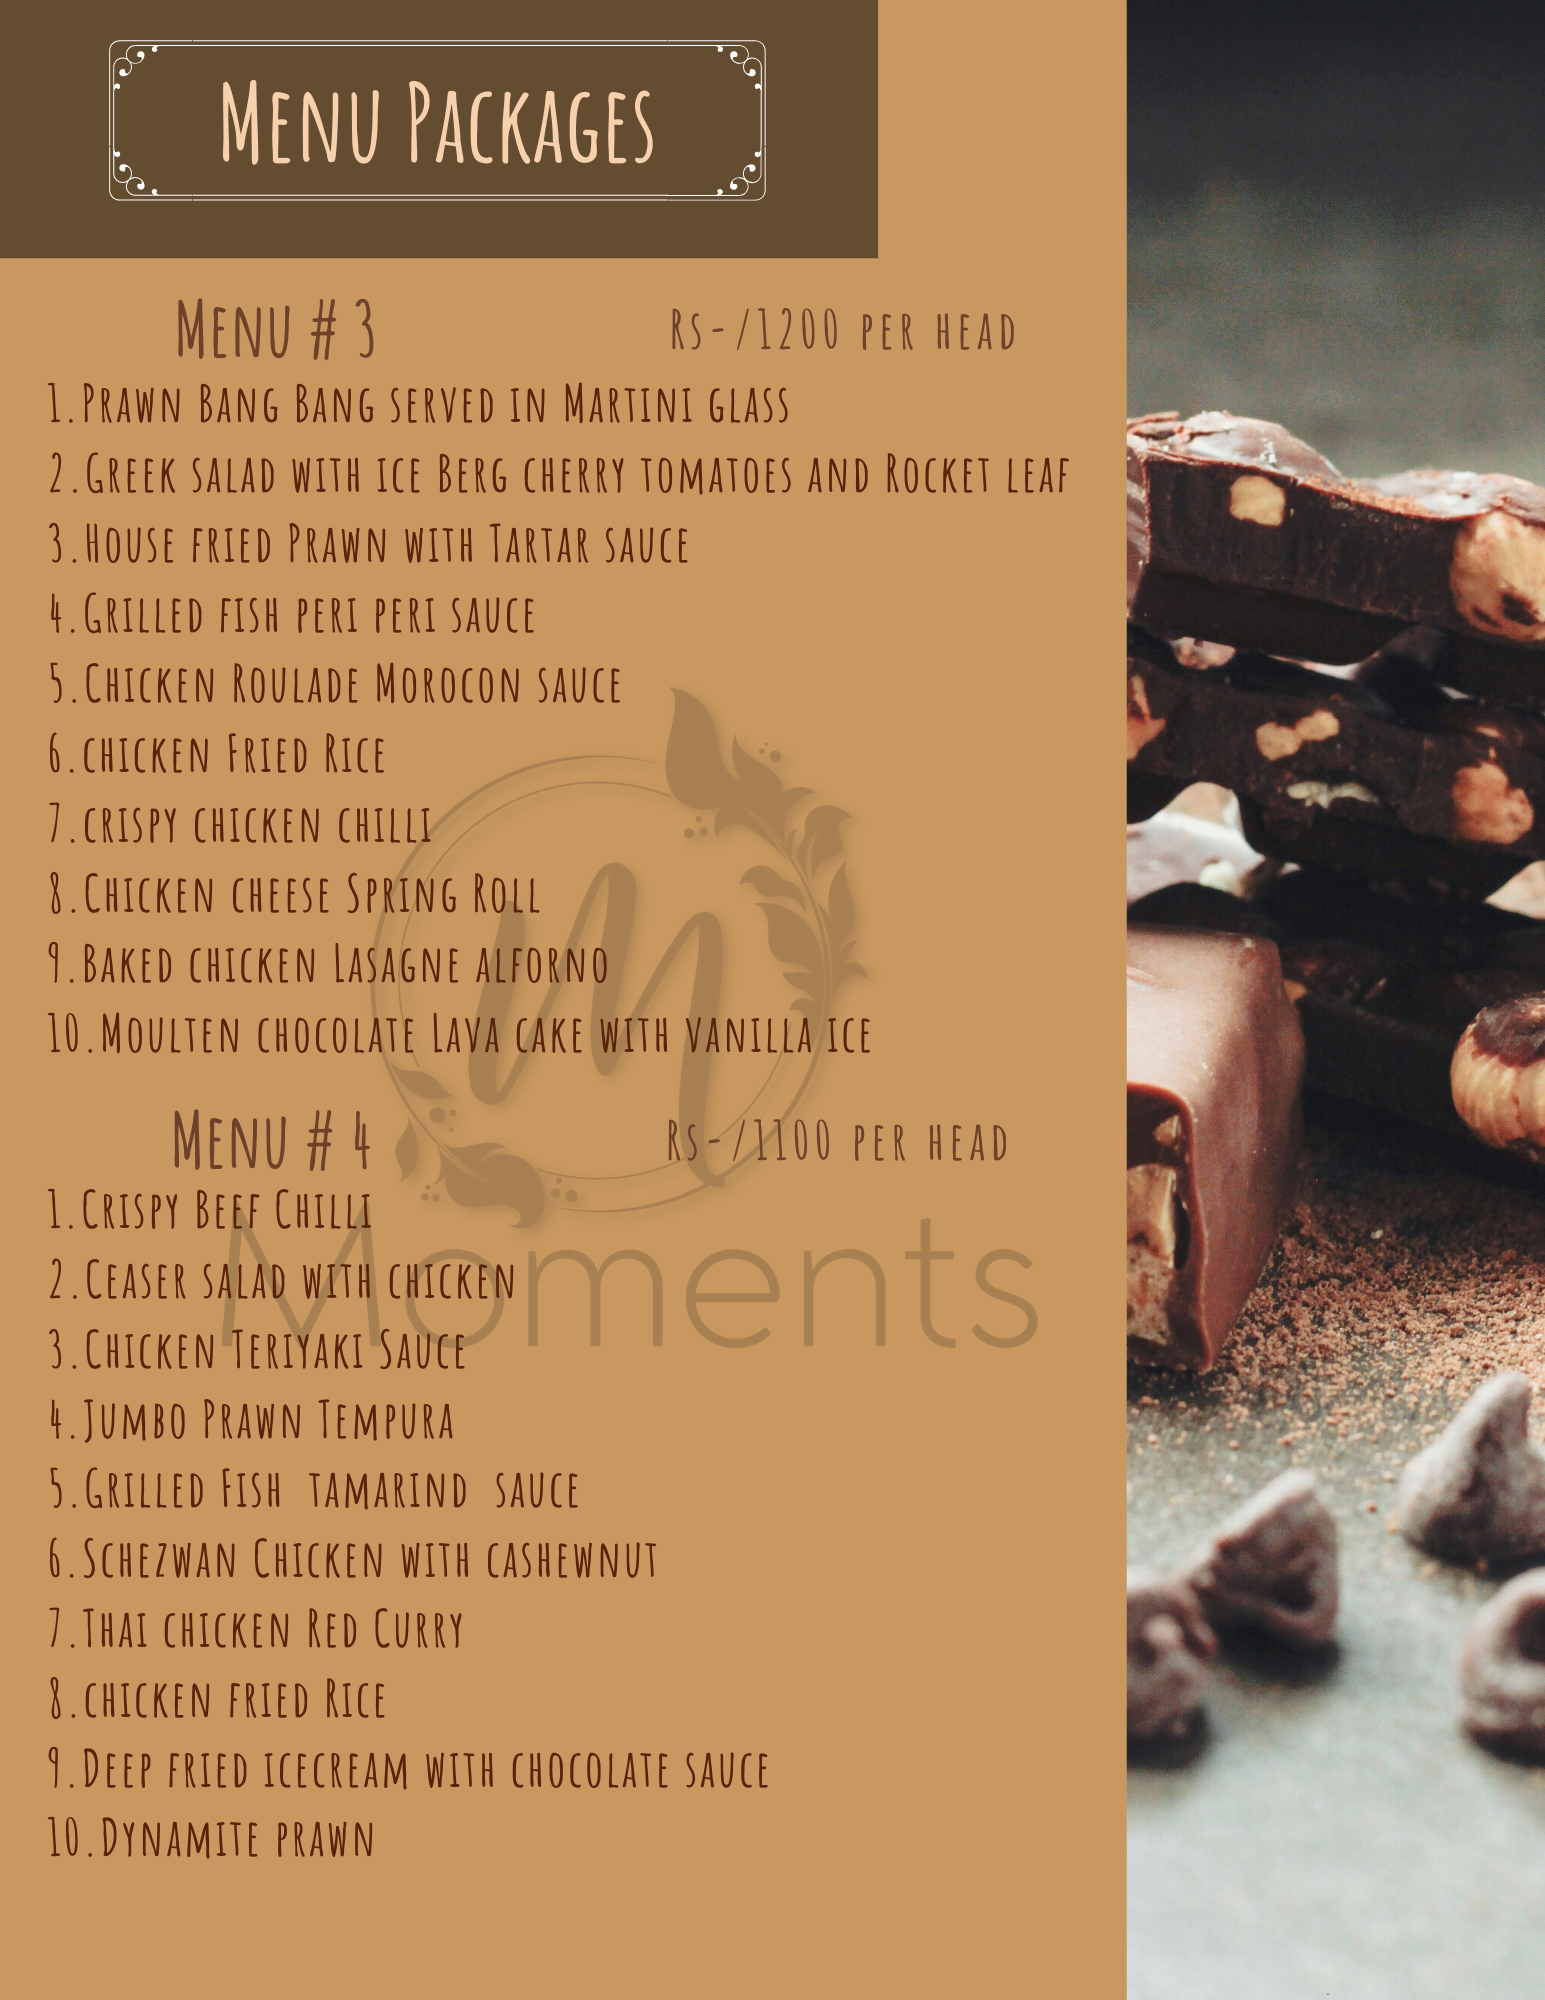 Menu Packages
Menu # 3
Rs-/1200 per head
1.Prawn Bang Bang served in Martini glass
2.Greek salad with ice Berg cherry tomatoes and Rocket leaf
3.House fried Prawn with Tartar sauce
4.Grilled fish peri peri sauce
5.Chicken Roulade Morocon sauce
6.chicken Fried Rice
7.crispy chicken chilli
8.Chicken cheese Spring Roll
9.Baked chicken Lasagne alforno
10.Moulten chocolate Lava cake with vanilla ice
M
Menu # 4
Rs-/1100 per head
1.Crispy Beef Chilli
Moments
2.Ceaser salad with chicken
3.Chicken Teriyaki Sauce
4.Jumbo Prawn Tempura
5.Grilled Fish tamarind sauce
6.Schezwan Chicken with cashewnut
7.Thai chicken Red Curry
8.chicken fried Rice
9.Deep fried icecream with chocolate sauce
10.Dynamite prawn